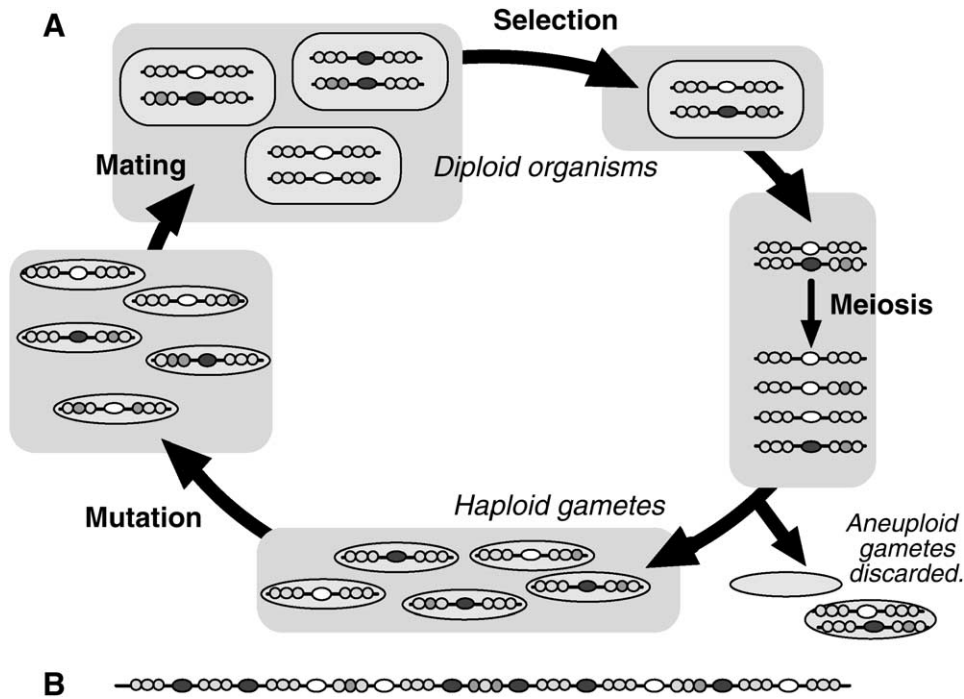 A
Selection
Mating
Diploid organisms
Meiosis
Haploid gametes
Mutation
Aneuploid
gametes
discarded.
B